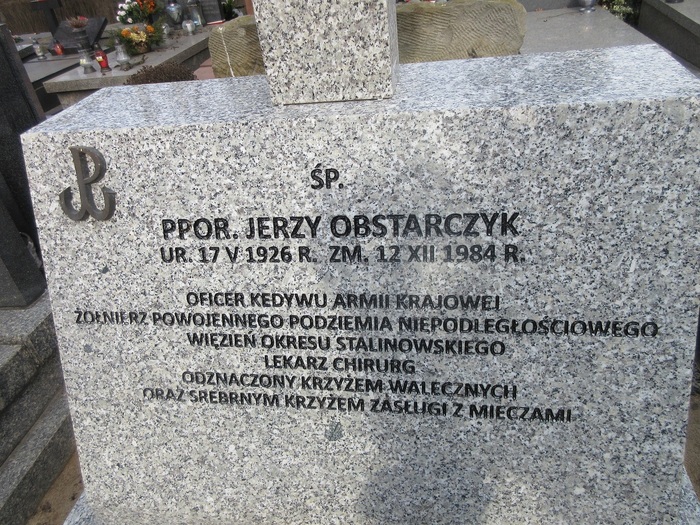 ŚP.
PPOR. JERZY OBSTARCZYK
UR. 17 V 1926 R. ZM. 12 XII 1984 R.
OFICER KEDYWU ARMII KRAJOWEJ
ŻOŁNIERZ POWOJENNEGO PODZIEMIA NIEPODLEGŁOŚCIOWEGO
WIĘZIEŃ OKRESU STALINOWSKIEGO
LEKARZ CHIRURG
ODZNACZONY KRZYŻEM WALECZNYCH
ORAZ SREBRNYM KRZYŻEM ZASŁUGI Z MIECZAMI